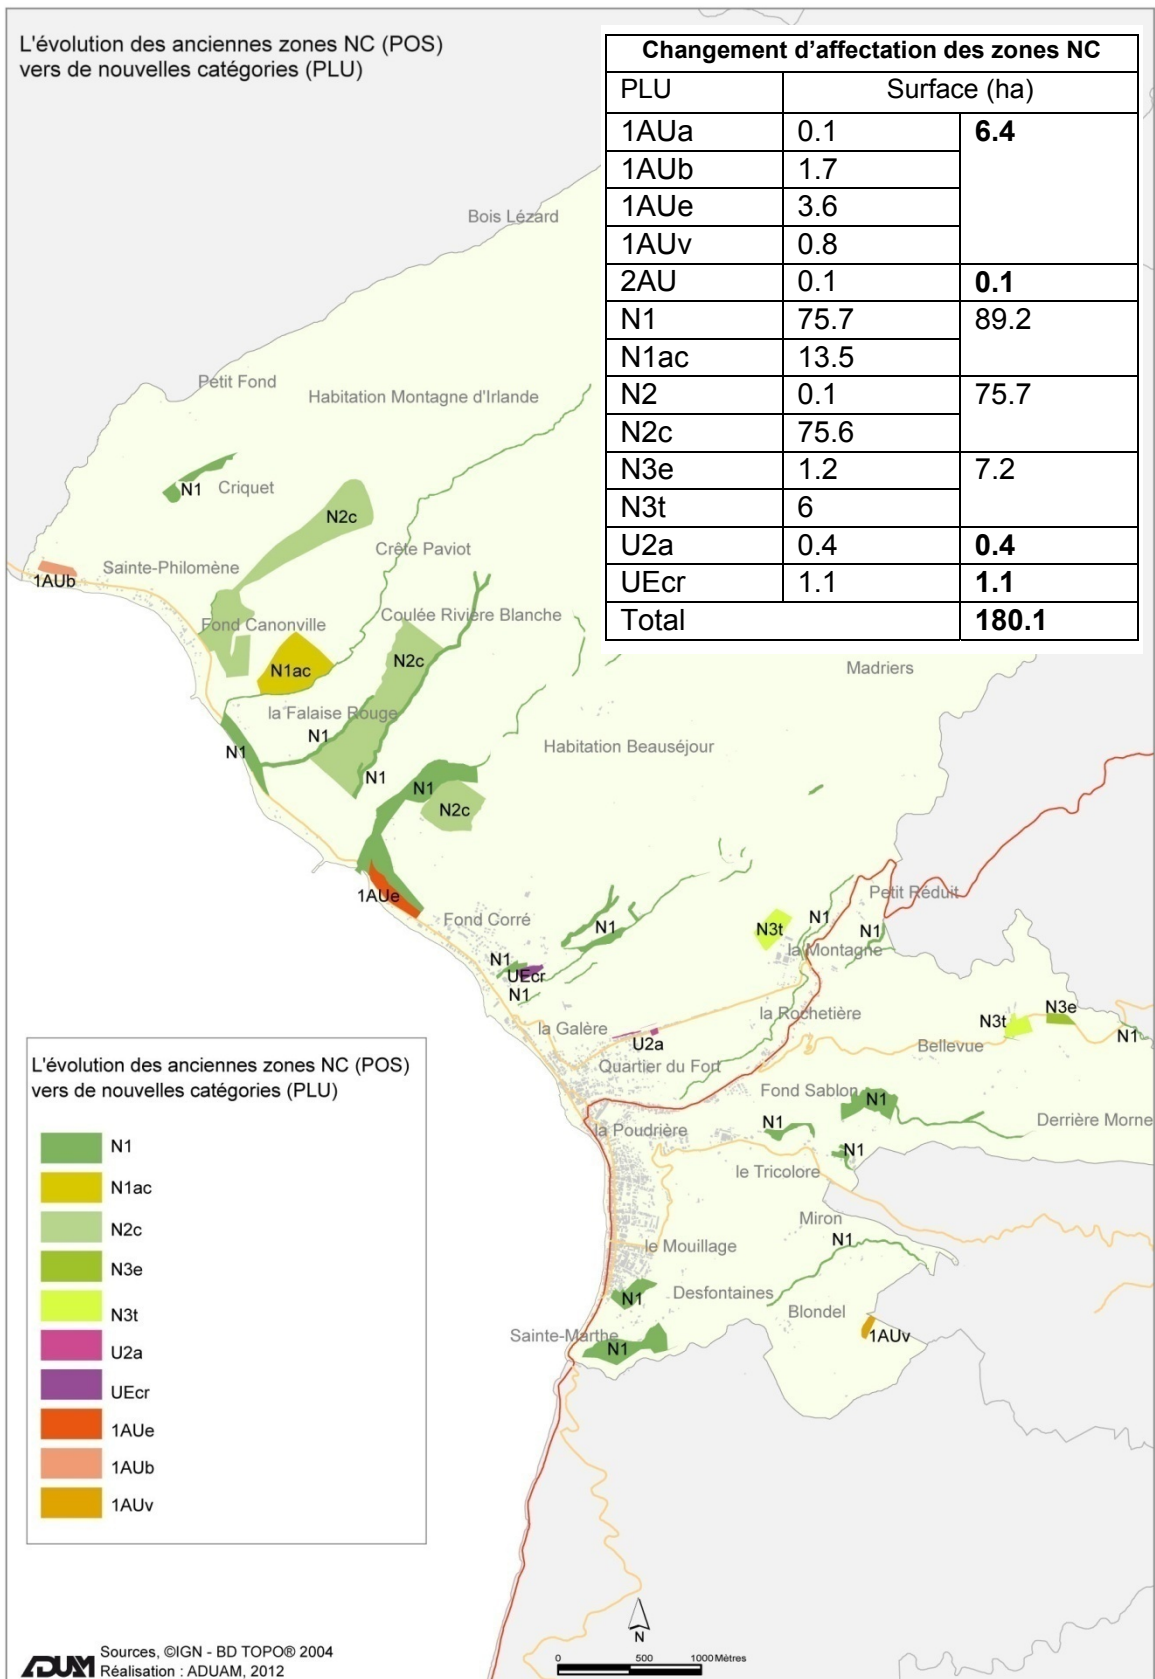 L'évolution des anciennes zones NC (POS)
vers de nouvelles catégories (PLU)
Changement d’affectation des zones NC
PLU Surface (ha)
1AUa 0.1 6.4
1AUb 1.7
1AUe 3.6
1AUv 0.8
2AU 0.1 0.1
N1 75.7 89.2
N1ac 13.5
N2 0.1 75.7
N2c 75.6
N3e 1.2 7.2
N3t 6
U2a 0.4 0.4
UEcr 1.1 1.1
Total 180.1
Bois Lézard
Petit Fond
Habitation Montagne d'Irlande
N1 Criquet
N2c
Crête Paviot
Sainte-Philomène
1AUb
Fond Canonville
Coulée Rivière Blanche
N1ac
N2c
Madriers
la Falaise Rouge
N1
N1
Habitation Beauséjour
N1
N1
N2c
1AUe
Petit Réduit
Fond Corré
N1
N3t
N1
N1
la Montagne
N1
UEcr
N1
la Galère
U2a
la Rochetière
N3t
N3e
N1
Bellevue
Quartier du Fort
Fond Sablon
N1
la Poudrière
N1
Derrière Morne
N1
le Tricolore
Miron
N1
le Mouillage
N1
Desfontaines
Blondel
Sainte-Marthe
N1
1AUv
L'évolution des anciennes zones NC (POS)
vers de nouvelles catégories (PLU)
N1
N1ac
N2c
N3e
N3t
U2a
UEcr
1AUe
1AUb
1AUv
N
0 500 1000 Mètres
ADUAM
Sources, ©IGN - BD TOPO® 2004
Réalisation : ADUAM, 2012